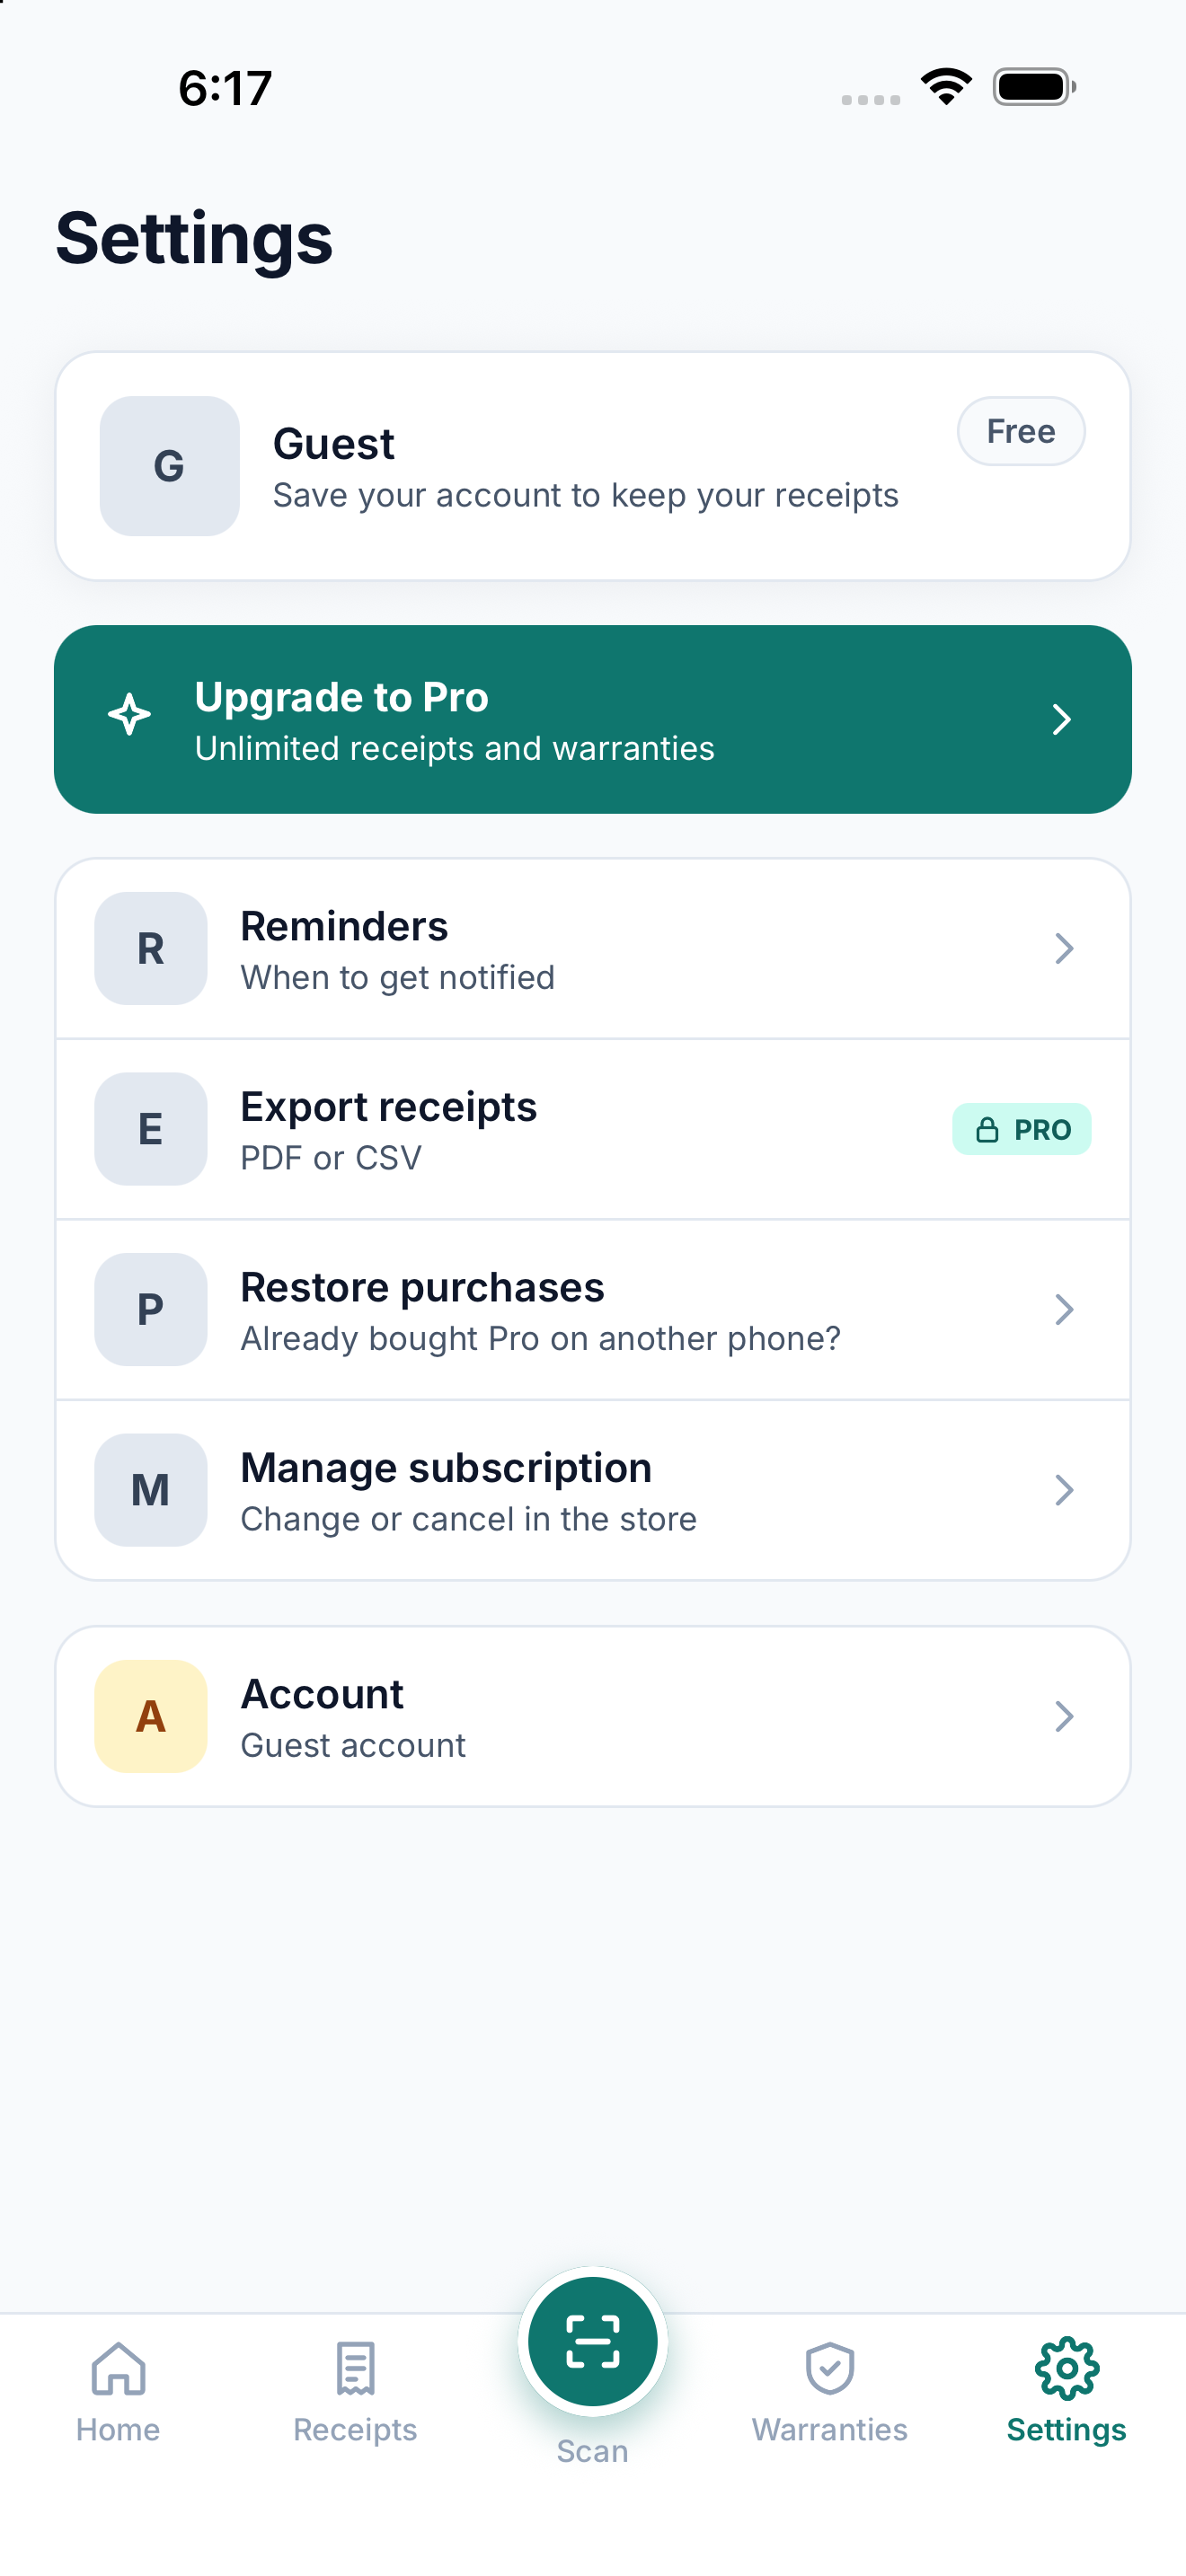 6:17
Settings
G
Guest
Save your account to keep your receipts
Free
Upgrade to Pro
Unlimited receipts and warranties
R
Reminders
When to get notified
E
Export receipts
PDF or CSV
PRO
P
Restore purchases
Already bought Pro on another phone?
M
Manage subscription
Change or cancel in the store
A
Account
Guest account
Home
Receipts
Scan
Warranties
Settings